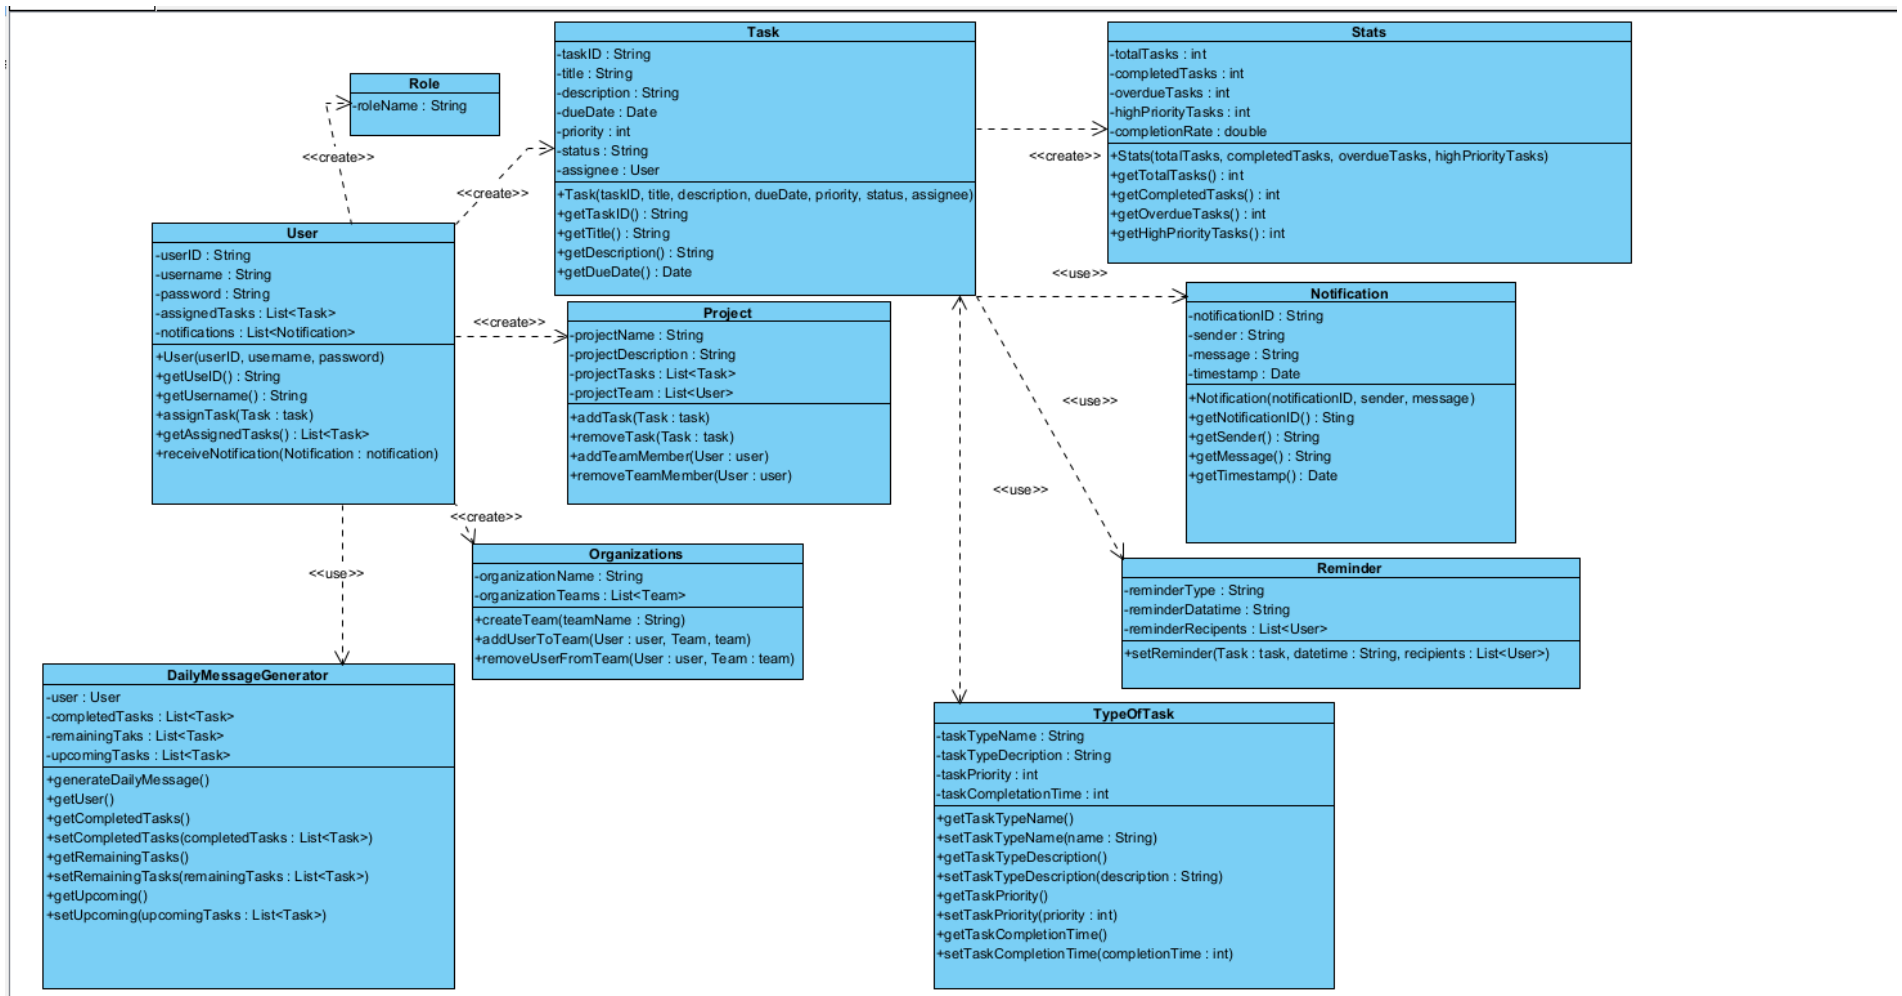 Role
-roleName : String
<<create>>
<<create>>
Task
-taskID : String
-title : String
-description : String
-dueDate : Date
-priority : int
-status : String
-assignee : User
+Task(taskID, title, description, dueDate, priority, status, assignee)
+getTaskID() : String
+getTitle() : String
+getDescription() : String
+getDueDate() : Date
<<create>>
Stats
-totalTasks : int
-completedTasks : int
-overdueTasks : int
-highPriorityTasks : int
-completionRate : double
+Stats(totalTasks, completedTasks, overdueTasks, highPriorityTasks)
+getTotalTasks() : int
+getCompletedTasks() : int
+getOverdueTasks() : int
+getHighPriorityTasks() : int
User
-userID : String
-username : String
-password : String
-assignedTasks : List<Task>
-notifications : List<Notification>
+User(userID, username, password)
+getUseID() : String
+getUsername() : String
+assignTask(Task : task)
+getAssignedTasks() : List<Task>
+receiveNotification(Notification : notification)
<<create>>
Project
-projectName : String
-projectDescription : String
-projectTasks : List<Task>
-projectTeam : List<User>
+addTask(Task : task)
+removeTask(Task : task)
+addTeamMember(User : user)
+removeTeamMember(User : user)
<<use>>
<<use>>
<<use>>
Notification
-notificationID : String
-sender : String
-message : String
-timestamp : Date
+Notification(notificationID, sender, message)
+getNotificationID() : Sting
+getSender() : String
+getMessage() : String
+getTimestamp() : Date
<<create>>
<<use>>
Organizations
-organizationName : String
-organizationTeams : List<Team>
+createTeam(teamName : String)
+addUserToTeam(User : user, Team, team)
+removeUserFromTeam(User : user, Team : team)
Reminder
-reminderType : String
-reminderDatatime : String
-reminderRecipents : List<User>
+setReminder(Task : task, datetime : String, recipients : List<User>)
DailyMessageGenerator
-user : User
-completedTasks : List<Task>
-remainingTaks : List<Task>
-upcomingTasks : List<Task>
+generateDailyMessage()
+getUser()
+getCompletedTasks()
+setCompletedTasks(completedTasks : List<Task>)
+getRemainingTasks()
+setRemainingTasks(remainingTasks : List<Task>)
+getUpcoming()
+setUpcoming(upcomingTasks : List<Task>)
TypeOfTask
-taskTypeName : String
-taskTypeDecription : String
-taskPriority : int
-taskCompletationTime : int
+getTaskTypeName()
+setTaskTypeName(name : String)
+getTaskTypeDescription()
+setTaskTypeDescription(description : String)
+getTaskPriority()
+setTaskPriority(priority : int)
+getTaskCompletionTime()
+setTaskCompletionTime(completionTime : int)